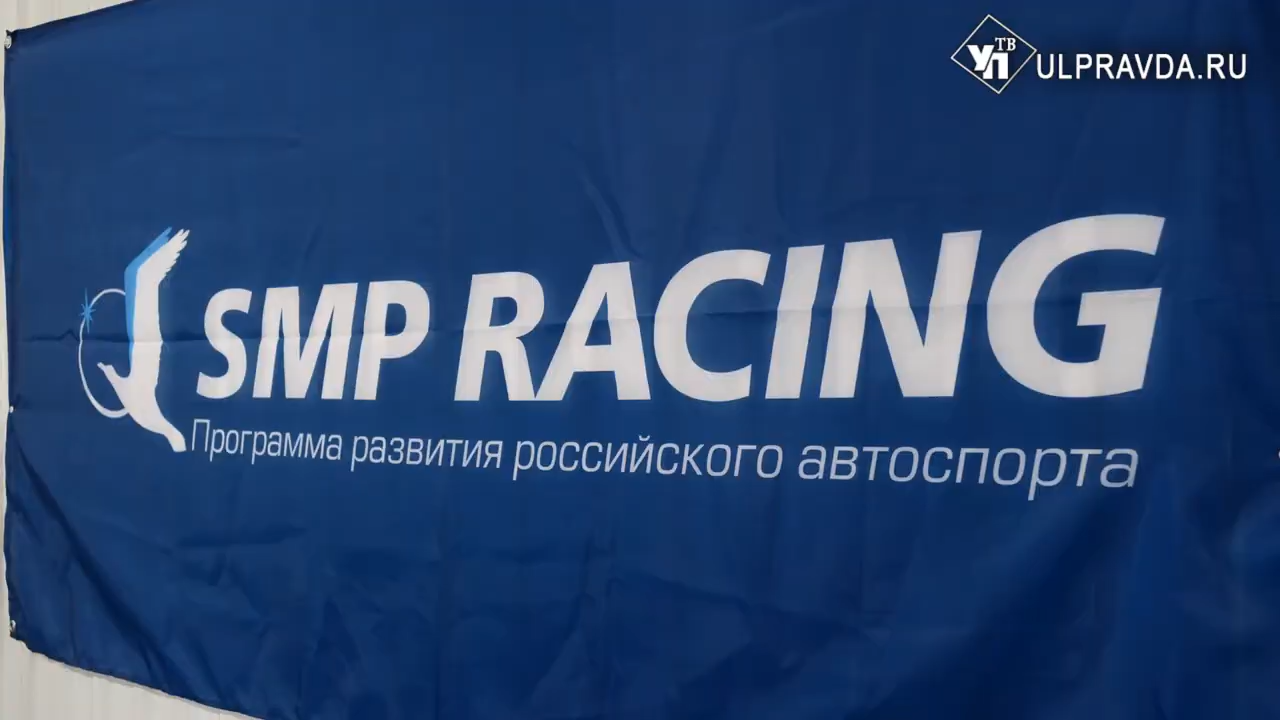 УП ТВ ULPRAVDA.RU
SMP RACING
Программа развития российского автоспорта